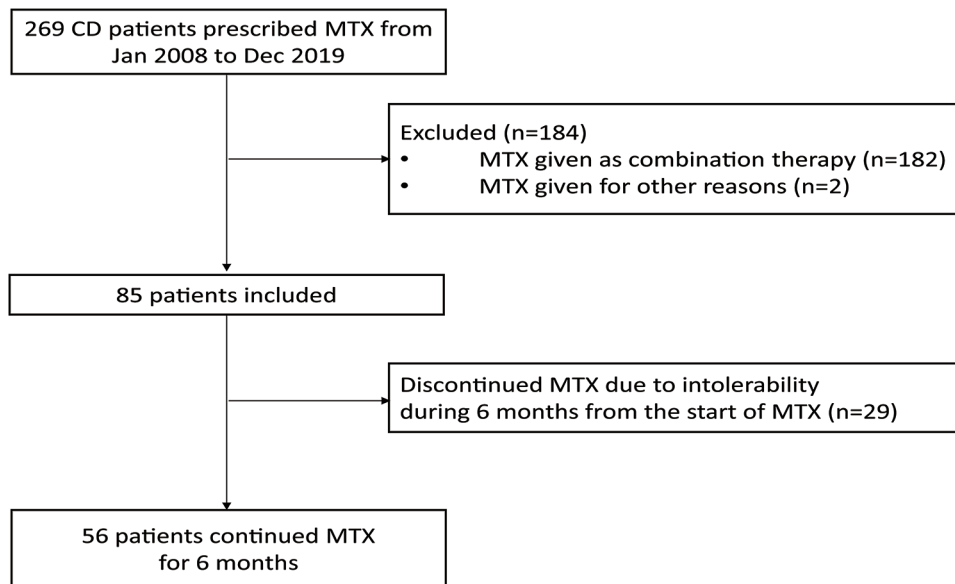 269 CD patients prescribed MTX from
Jan 2008 to Dec 2019
Excluded (n=184)
• MTX given as combination therapy (n=182)
• MTX given for other reasons (n=2)
85 patients included
Discontinued MTX due to intolerability
during 6 months from the start of MTX (n=29)
56 patients continued MTX
for 6 months